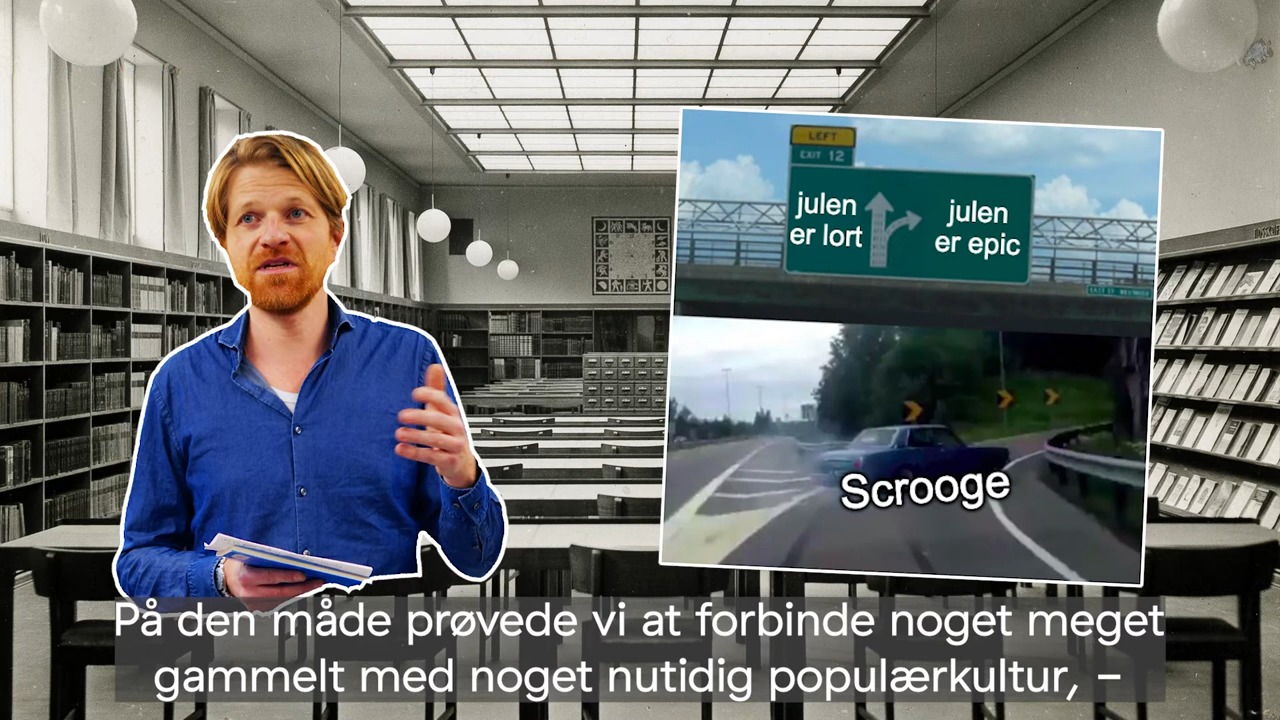 LEFT
EXIT 12
julen
er lort
julen
er epic
Scrooge
På den måde prøvede vi at forbinde noget meget
gammelt med noget nutidig populærkultur, –